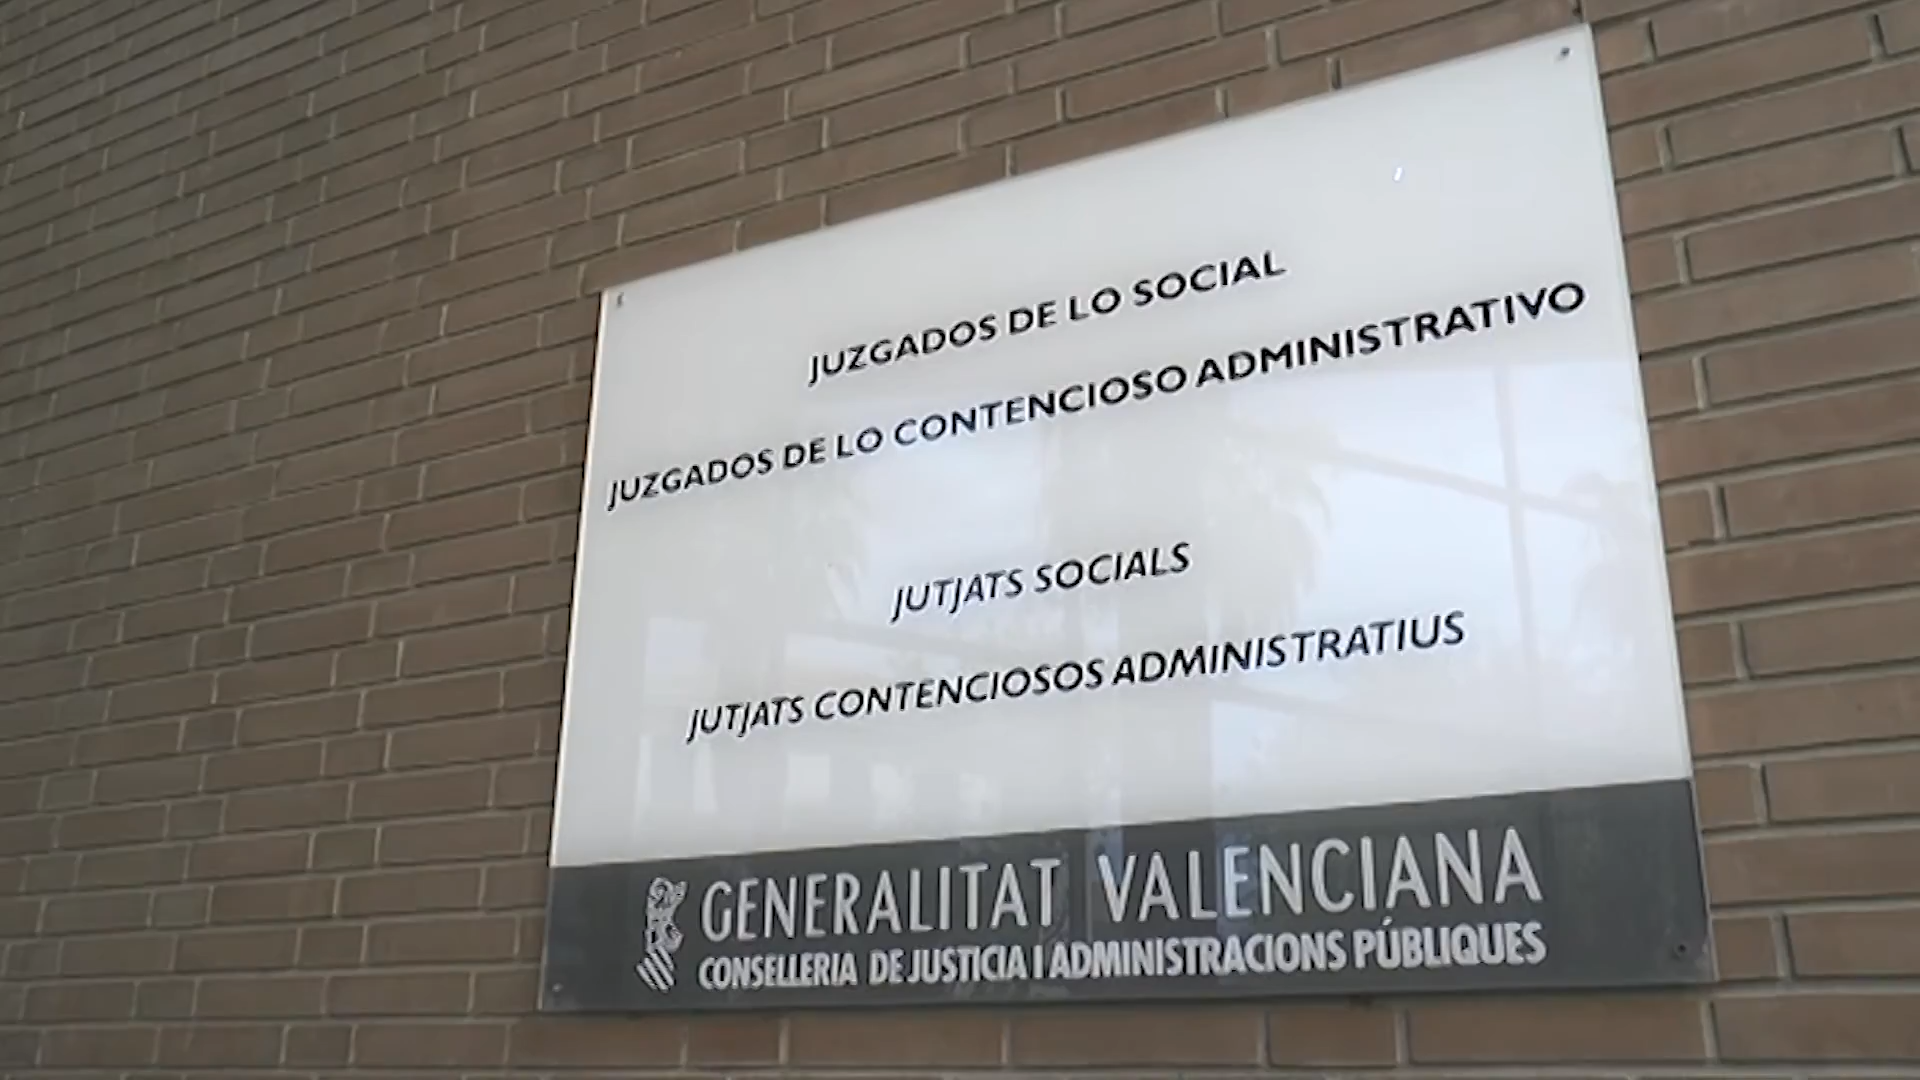 JUZGADOS DE LO SOCIAL
JUZGADOS DE LO CONTENCIOSO ADMINISTRATIVO
JUTJATS SOCIALS
JUTJATS CONTENCIOSOS ADMINISTRATIUS
GENERALITAT VALENCIANA
CONSELLERIA DE JUSTICIA I ADMINISTRACIONS PÚBLIQUES